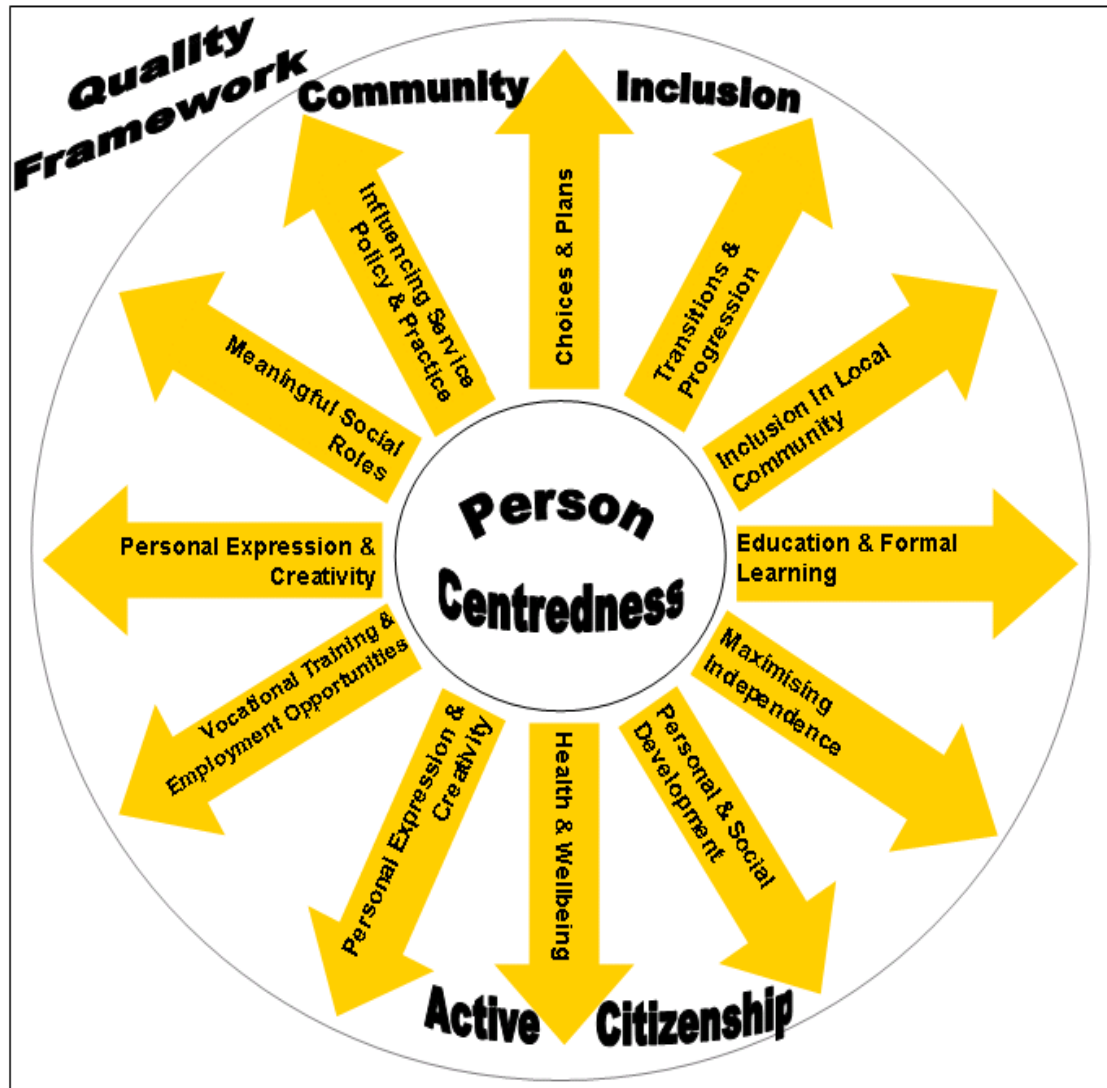 Quality
Framework
Community Inclusion
Choices & Plans
Transitions &
Progression
Inclusion In Local
Community
Education & Formal
Learning
Maximising
Independence
Personal & Social
Development
Health & Wellbeing
Personal Expression &
Creativity
Vocational Training &
Employment Opportunities
Personal Expression &
Creativity
Meaningful Social
Roles
Influencing Service
Policy & Practice
Person
Centredness
Active Citizenship